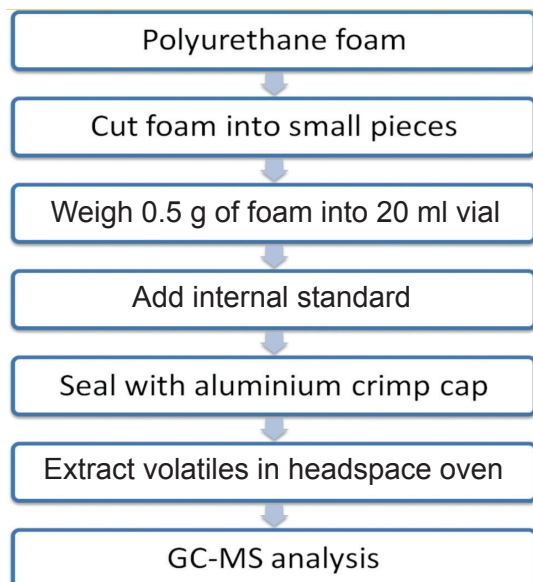 Polyurethane foam
Cut foam into small pieces
Weigh 0.5 g of foam into 20 ml vial
Add internal standard
Seal with aluminium crimp cap
Extract volatiles in headspace oven
GC-MS analysis